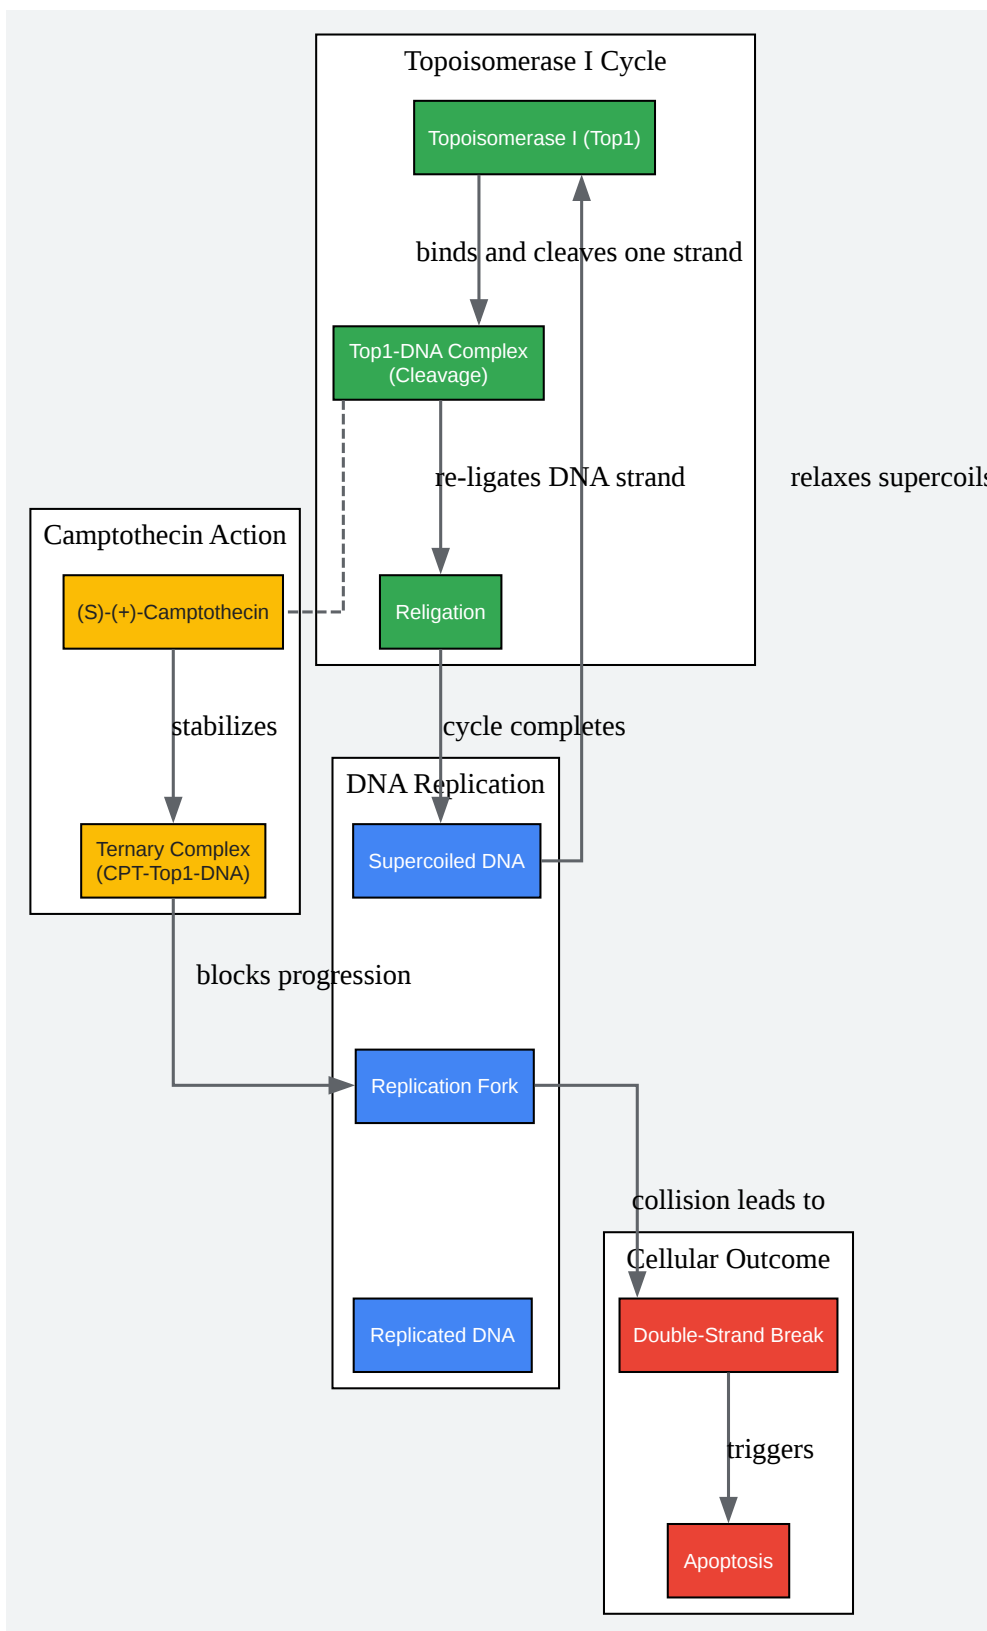 Topoisomerase I Cycle
Topoisomerase I (Top1)
binds and cleaves one strand
Top1-DNA Complex
(Cleavage)
re-ligates DNA strand
relaxes supercoils
Camptothecin Action
(S)-(+)-Camptothecin
Religation
stabilizes
cycle completes
DNA Replication
Ternary Complex
(CPT-Top1-DNA)
Supercoiled DNA
blocks progression
Replication Fork
collision leads to
Cellular Outcome
Replicated DNA
Double-Strand Break
triggers
Apoptosis